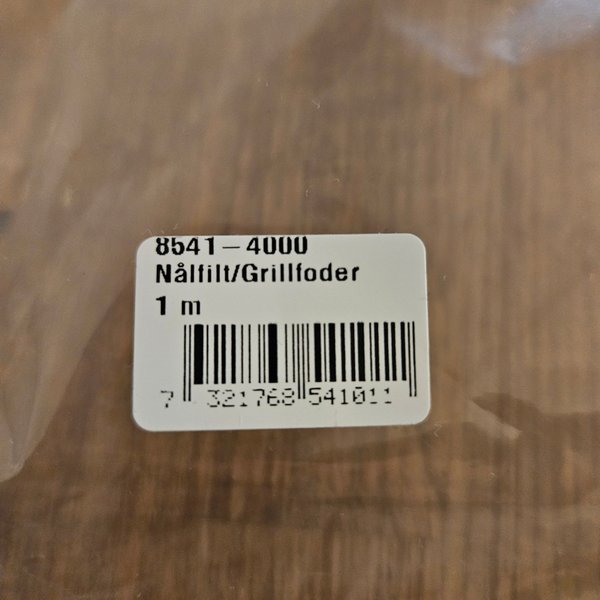 8541–4000
Nålfilt/Grillfoder
1 m
7 321768 541011